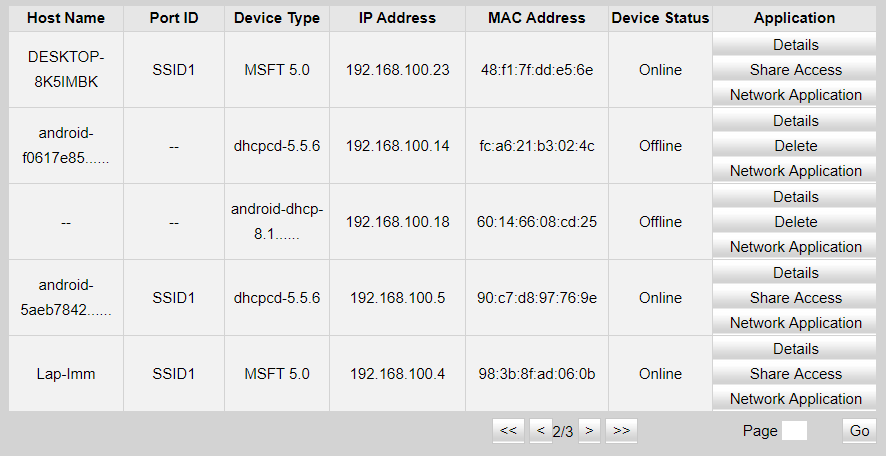 Host Name Port ID Device Type IP Address MAC Address Device Status Application
DESKTOP-
8K5IMBK SSID1 MSFT 5.0 192.168.100.23 48:f1:7f:dd:e5:6e Online Details
Share Access
Network Application
android-
f0617e85...... -- dhcpcd-5.5.6 192.168.100.14 fc:a6:21:b3:02:4c Offline Details
Delete
Network Application
-- -- android-dhcp-
8.1...... 192.168.100.18 60:14:66:08:cd:25 Offline Details
Delete
Network Application
android-
5aeb7842...... SSID1 dhcpcd-5.5.6 192.168.100.5 90:c7:d8:97:76:9e Online Details
Share Access
Network Application
Lap-Imm SSID1 MSFT 5.0 192.168.100.4 98:3b:8f:ad:06:0b Online Details
Share Access
Network Application
<< < 2/3 > >> Page Go